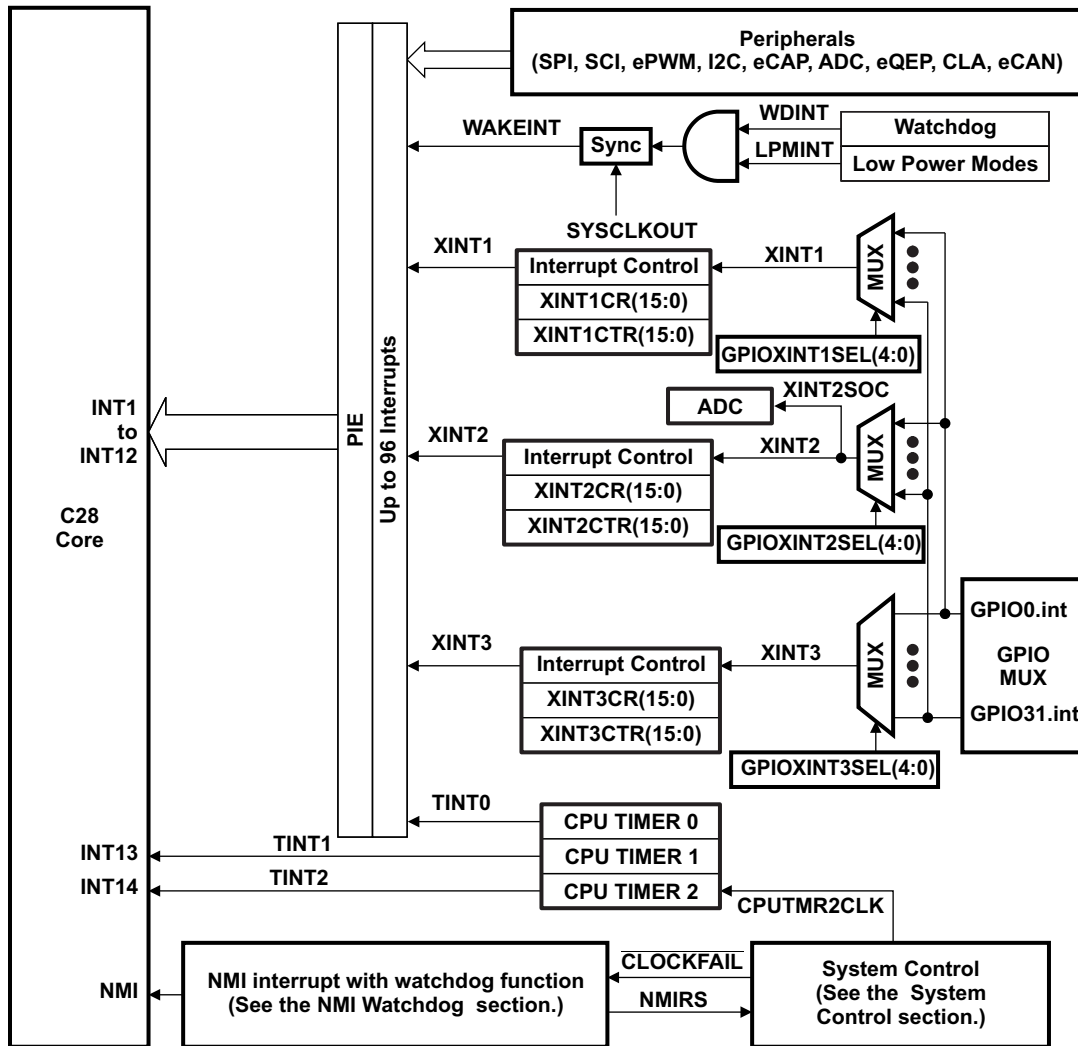 Peripherals
(SPI, SCI, ePWM, I2C, eCAP, ADC, eQEP, CLA, eCAN)
WDINT
Watchdog
WAKEINT
Sync
LPMINT
Low Power Modes
SYSCLKOUT
XINT1
Interrupt Control
XINT1
MUX
XINT1CR(15:0)
XINT1CTR(15:0)
GPIOXINT1SEL(4:0)
XINT2SOC
ADC
INT1
to
INT12
PIE
Up to 96 Interrupts
XINT2
Interrupt Control
XINT2
MUX
XINT2CR(15:0)
XINT2CTR(15:0)
GPIOXINT2SEL(4:0)
C28
Core
GPIO0.int
XINT3
Interrupt Control
XINT3
MUX
GPIO
MUX
XINT3CR(15:0)
XINT3CTR(15:0)
GPIO31.int
GPIOXINT3SEL(4:0)
TINT0
CPU TIMER 0
INT13
TINT1
CPU TIMER 1
INT14
TINT2
CPU TIMER 2
CPUTMR2CLK
NMI
NMI interrupt with watchdog function
(See the NMI Watchdog section.)
CLOCKFAIL
NMIRS
System Control
(See the System
Control section.)